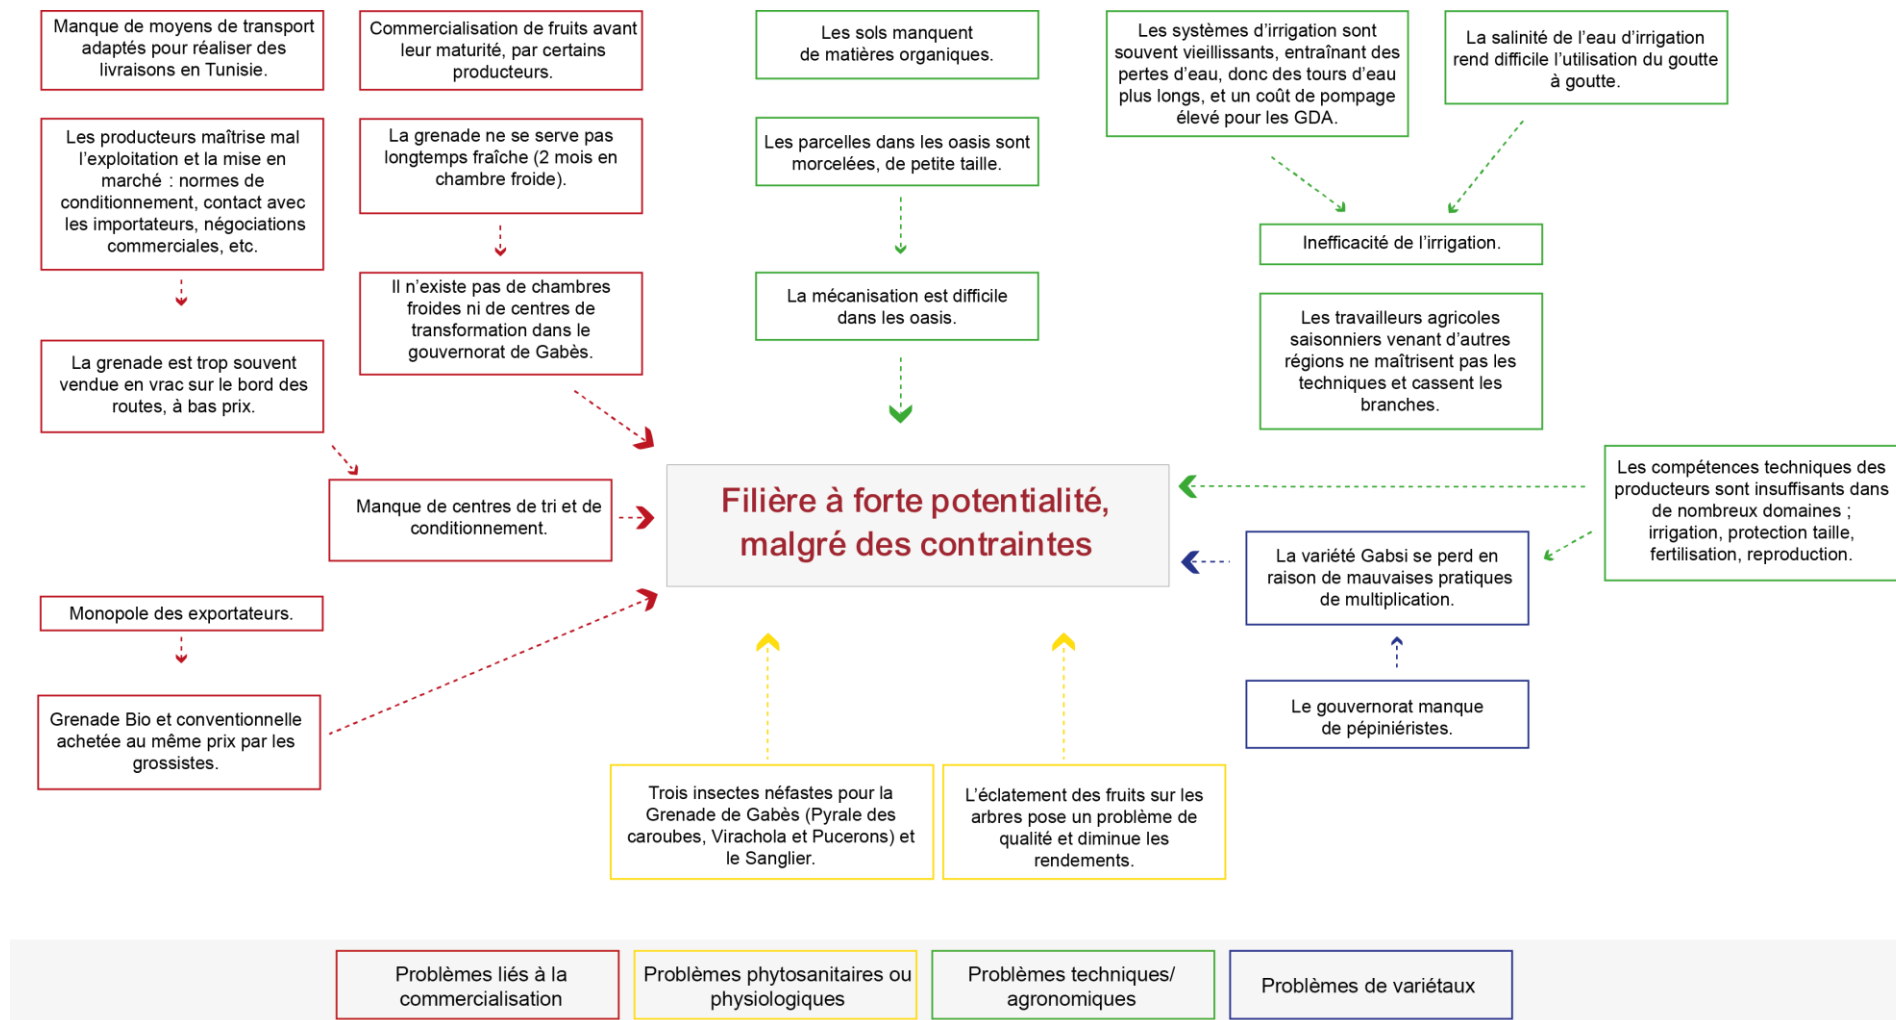 Manque de moyens de transport
adaptés pour réaliser des
livraisons en Tunisie.
Commercialisation de fruits avant
leur maturité, par certains
producteurs.
Les sols manquent
de matières organiques.
Les systèmes d'irrigation sont
souvent vieillissants, entraînant des
pertes d'eau, donc des tours d'eau
plus longs, et un coût de pompage
élevé pour les GDA.
La salinité de l'eau d'irrigation
rend difficile l'utilisation du goutte
à goutte.
Les producteurs maîtrise mal
l'exploitation et la mise en
marché : normes de
conditionnement, contact avec
les importateurs, négociations
commerciales, etc.
La grenade ne se serve pas
longtemps fraîche (2 mois en
chambre froide).
Les parcelles dans les oasis sont
morcelées, de petite taille.
Inefficacité de l'irrigation.
Il n'existe pas de chambres
froides ni de centres de
transformation dans le
gouvernorat de Gabès.
La mécanisation est difficile
dans les oasis.
Les travailleurs agricoles
saisonniers venant d'autres
régions ne maîtrisent pas les
techniques et cassent les
branches.
La grenade est trop souvent
vendue en vrac sur le bord des
routes, à bas prix.
Manque de centres de tri et de
conditionnement.
Filière à forte potentialité,
malgré des contraintes
Les compétences techniques des
producteurs sont insuffisants dans
de nombreux domaines ;
irrigation, protection taille,
fertilisation, reproduction.
La variété Gabsi se perd en
raison de mauvaises pratiques
de multiplication.
Monopole des exportateurs.
Grenade Bio et conventionnelle
achetée au même prix par les
grossistes.
Le gouvernorat manque
de pépiniéristes.
Trois insectes néfastes pour la
Grenade de Gabès (Pyrale des
caroubes, Virachola et Pucerons) et
le Sanglier.
L'éclatement des fruits sur les
arbres pose un problème de
qualité et diminue les
rendements.
Problèmes liés à la
commercialisation
Problèmes phytosanitaires ou
physiologiques
Problèmes techniques/
agronomiques
Problèmes de variétaux